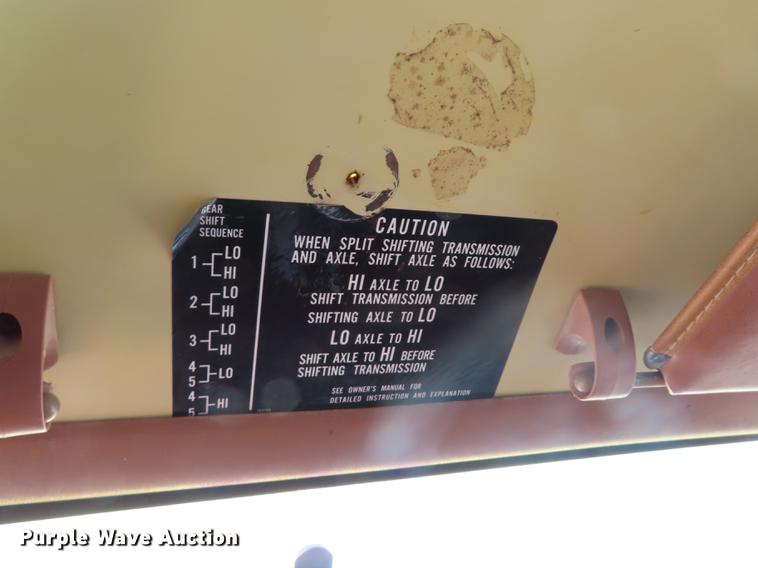 GEAR
SHIFT
SEQUENCE
1 LO
HI
2 LO
HI
3 LO
HI
4
5 LO
4
5 HI
CAUTION
WHEN SPLIT SHIFTING TRANSMISSION
AND AXLE, SHIFT AXLE AS FOLLOWS:
HI AXLE TO LO
SHIFT TRANSMISSION BEFORE
SHIFTING AXLE TO LO
LO AXLE TO HI
SHIFT AXLE TO HI BEFORE
SHIFTING TRANSMISSION
SEE OWNER'S MANUAL FOR
DETAILED INSTRUCTION AND EXPLANATION
Purple Wave Auction